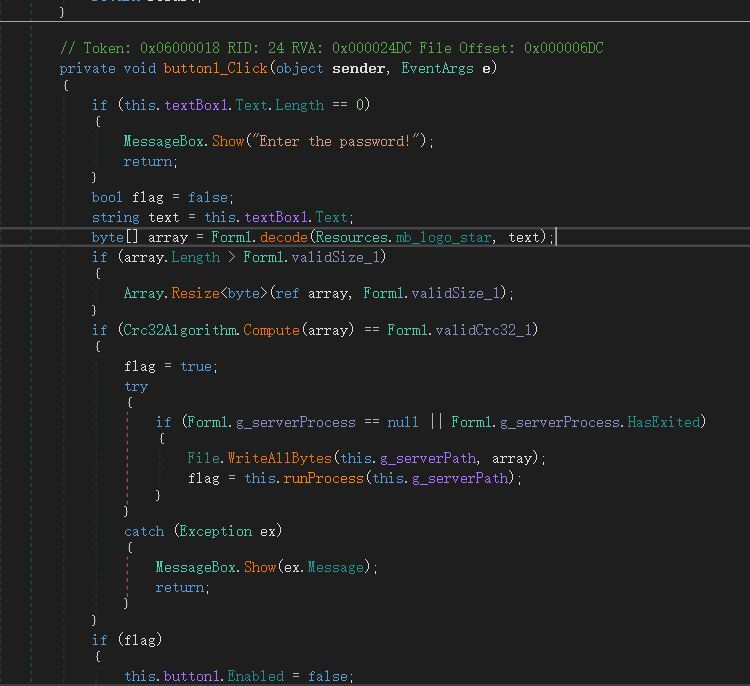 }
// Token: 0x06000018 RID: 24 RVA: 0x000024DC File Offset: 0x000006DC
private void button1_Click(object sender, EventArgs e)
{
if (this.textBox1.Text.Length == 0)
{
MessageBox.Show("Enter the password!");
return;
}
bool flag = false;
string text = this.textBox1.Text;
byte[] array = Form1.decode(Resources.mb_logo_star, text);
if (array.Length > Form1.validSize_1)
{
Array.Resize<byte>(ref array, Form1.validSize_1);
}
if (Crc32Algorithm.Compute(array) == Form1.validCrc32_1)
{
flag = true;
try
{
if (Form1.g_serverProcess == null || Form1.g_serverProcess.HasExited)
{
File.WriteAllBytes(this.g_serverPath, array);
flag = this.runProcess(this.g_serverPath);
}
}
catch (Exception ex)
{
MessageBox.Show(ex.Message);
return;
}
}
if (flag)
{
this.button1.Enabled = false;